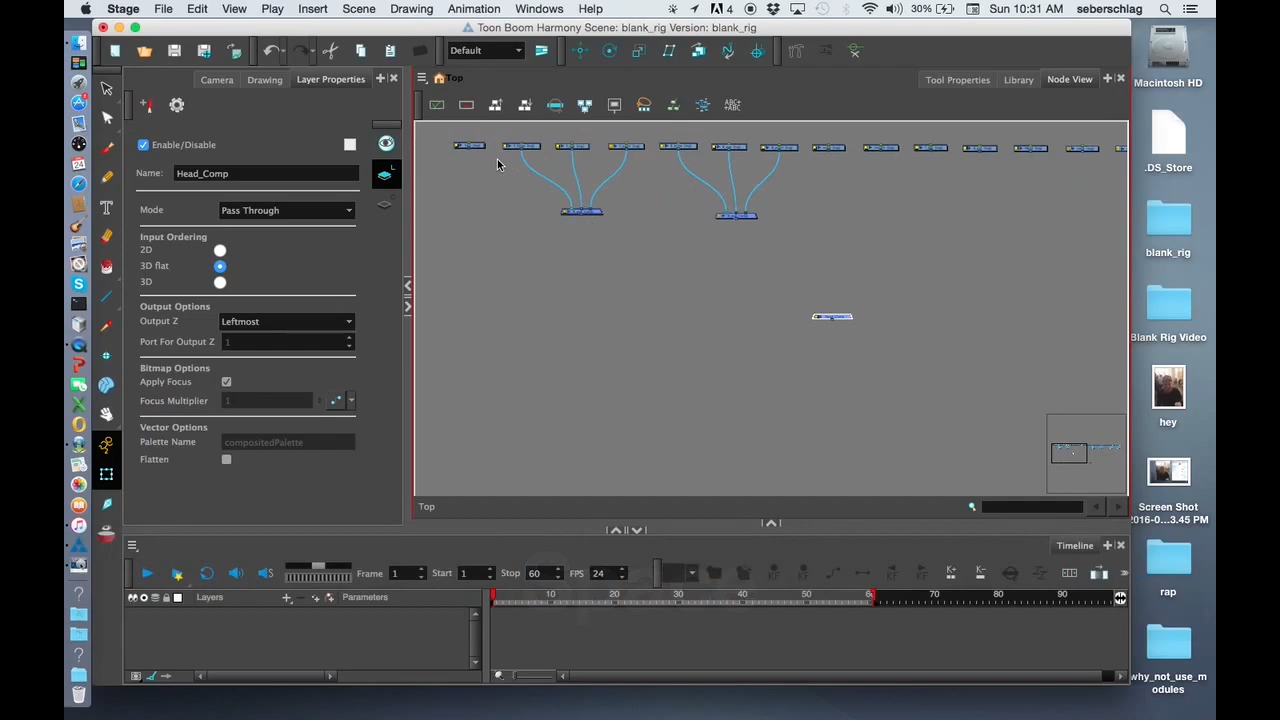 Stage File Edit View Play Insert Scene Drawing Animation Windows Help 4 30% Sun 10:31 AM seberschlag
Toon Boom Harmony Scene: blank_rig Version: blank_rig
Default
Camera Drawing Layer Properties
Top
Tool Properties Library Node View
Enable/Disable
Name: Head_Comp
Mode Pass Through
Input Ordering
2D
3D flat
3D
Output Options
Output Z Leftmost
Port For Output Z 1
Bitmap Options
Apply Focus
Focus Multiplier 1
Vector Options
Palette Name compositedPalette
Flatten
Top
Timeline
Frame 1 Start 1 Stop 60 FPS 24
Layers Parameters
10 20 30 40 50 60 70 80 90
Macintosh HD
.DS_Store
blank_rig
Blank Rig Video
hey
Screen Shot
2016-0...3.45 PM
rap
why_not_use_m
odules